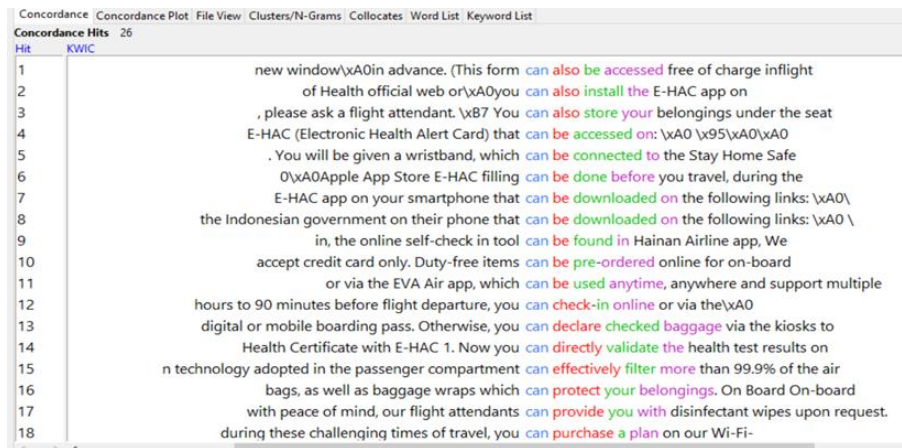 Concordance Concordance Plot File View Clusters/N-Grams Collocates Word List Keyword List
Concordance Hits 26
Hit KWIC
1 new window\xA0in advance. (This form can also be accessed free of charge inflight
2 of Health official web or\xA0you can also install the E-HAC app on
3 , please ask a flight attendant. \xB7 You can also store your belongings under the seat
4 E-HAC (Electronic Health Alert Card) that can be accessed on: \xA0 \x95\xA0\xA0
5 . You will be given a wristband, which can be connected to the Stay Home Safe
6 0\xA0Apple App Store E-HAC filling can be done before you travel, during the
7 E-HAC app on your smartphone that can be downloaded on the following links: \xA0\
8 the Indonesian government on their phone that can be downloaded on the following links: \xA0 \
9 in, the online self-check in tool can be found in Hainan Airline app, We
10 accept credit card only. Duty-free items can be pre-ordered online for on-board
11 or via the EVA Air app, which can be used anytime, anywhere and support multiple
12 hours to 90 minutes before flight departure, you can check-in online or via the\xA0
13 digital or mobile boarding pass. Otherwise, you can declare checked baggage via the kiosks to
14 Health Certificate with E-HAC 1. Now you can directly validate the health test results on
15 n technology adopted in the passenger compartment can effectively filter more than 99.9% of the air
16 bags, as well as baggage wraps which can protect your belongings. On Board On-board
17 with peace of mind, our flight attendants can provide you with disinfectant wipes upon request.
18 during these challenging times of travel, you can purchase a plan on our Wi-Fi-